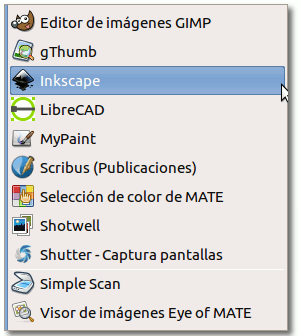 Editor de imágenes GIMP
gThumb
Inkscape
LibreCAD
MyPaint
Scribus (Publicaciones)
Selección de color de MATE
Shotwell
Shutter - Captura pantallas
Simple Scan
Visor de imágenes Eye of MATE